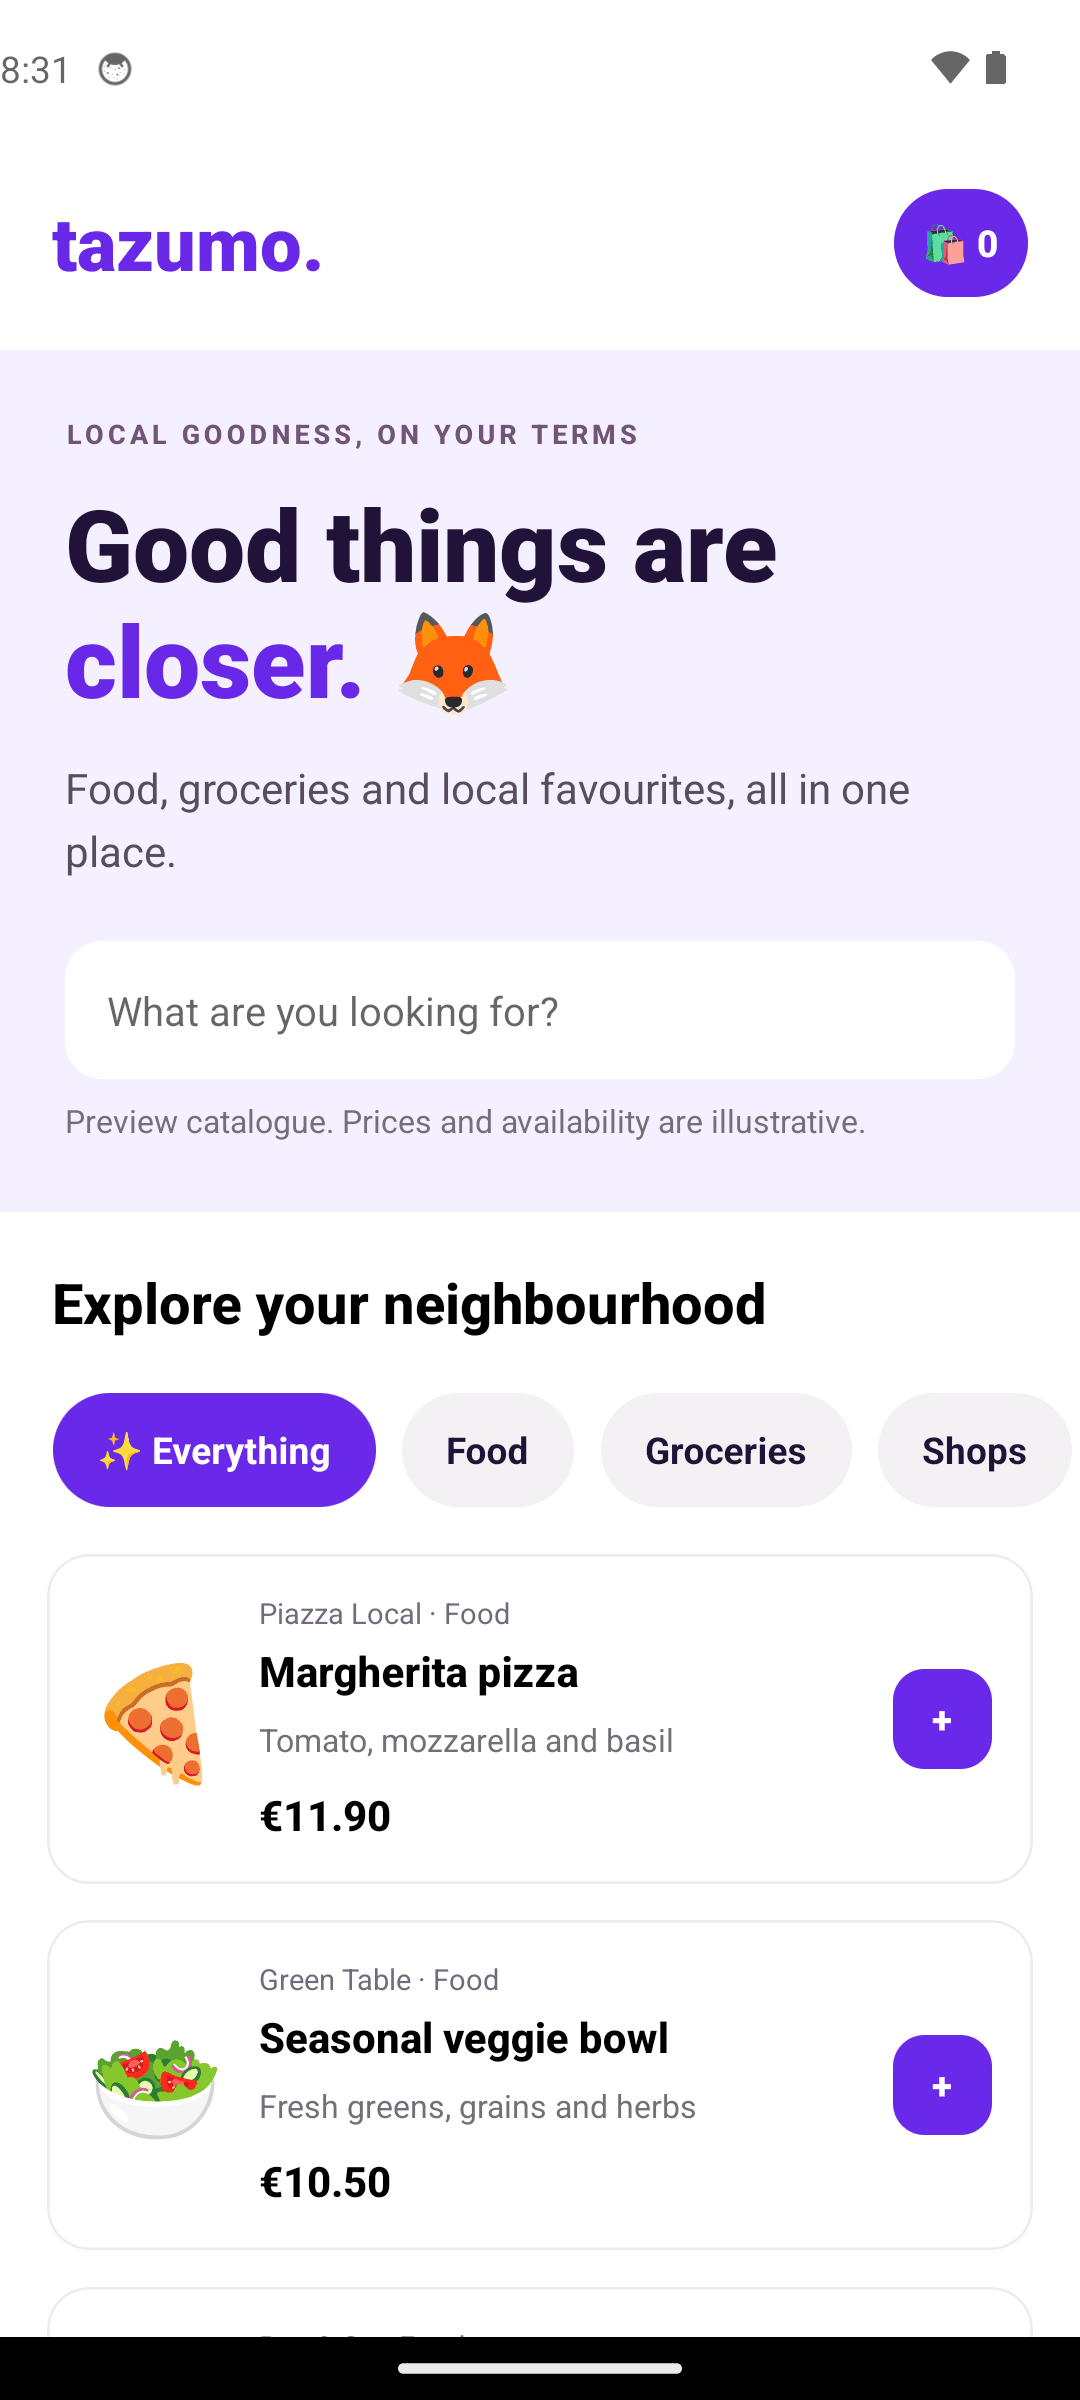 8:31
tazumo.
0
LOCAL GOODNESS, ON YOUR TERMS
Good things are
closer.
Food, groceries and local favourites, all in one
place.
What are you looking for?
Preview catalogue. Prices and availability are illustrative.
Explore your neighbourhood
✨ Everything
Food
Groceries
Shops
Piazza Local · Food
Margherita pizza
Tomato, mozzarella and basil
+
€11.90
Green Table · Food
Seasonal veggie bowl
Fresh greens, grains and herbs
+
€10.50